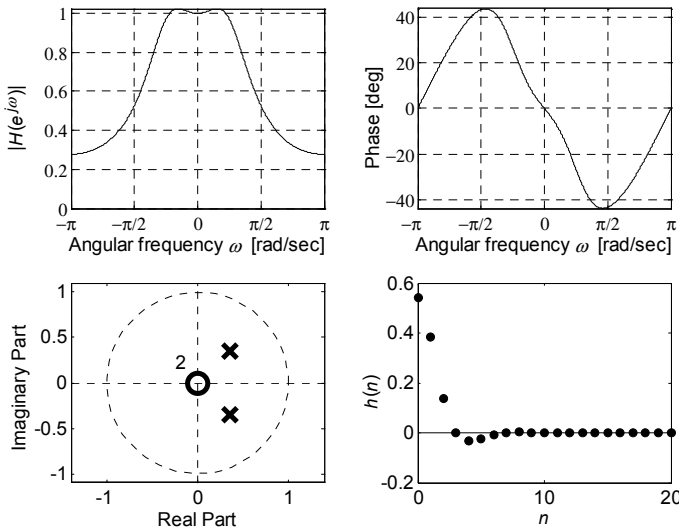 1
0.8
0.6
0.4
0.2
0
|H(e^jω)|
−π
−π/2
0
π/2
π
Angular frequency ω [rad/sec]
40
20
0
−20
−40
Phase [deg]
−π
−π/2
0
π/2
π
Angular frequency ω [rad/sec]
1
0.5
0
-0.5
-1
Imaginary Part
2
-1
0
1
Real Part
0.6
0.4
0.2
0
-0.2
h(n)
0
10
20
n